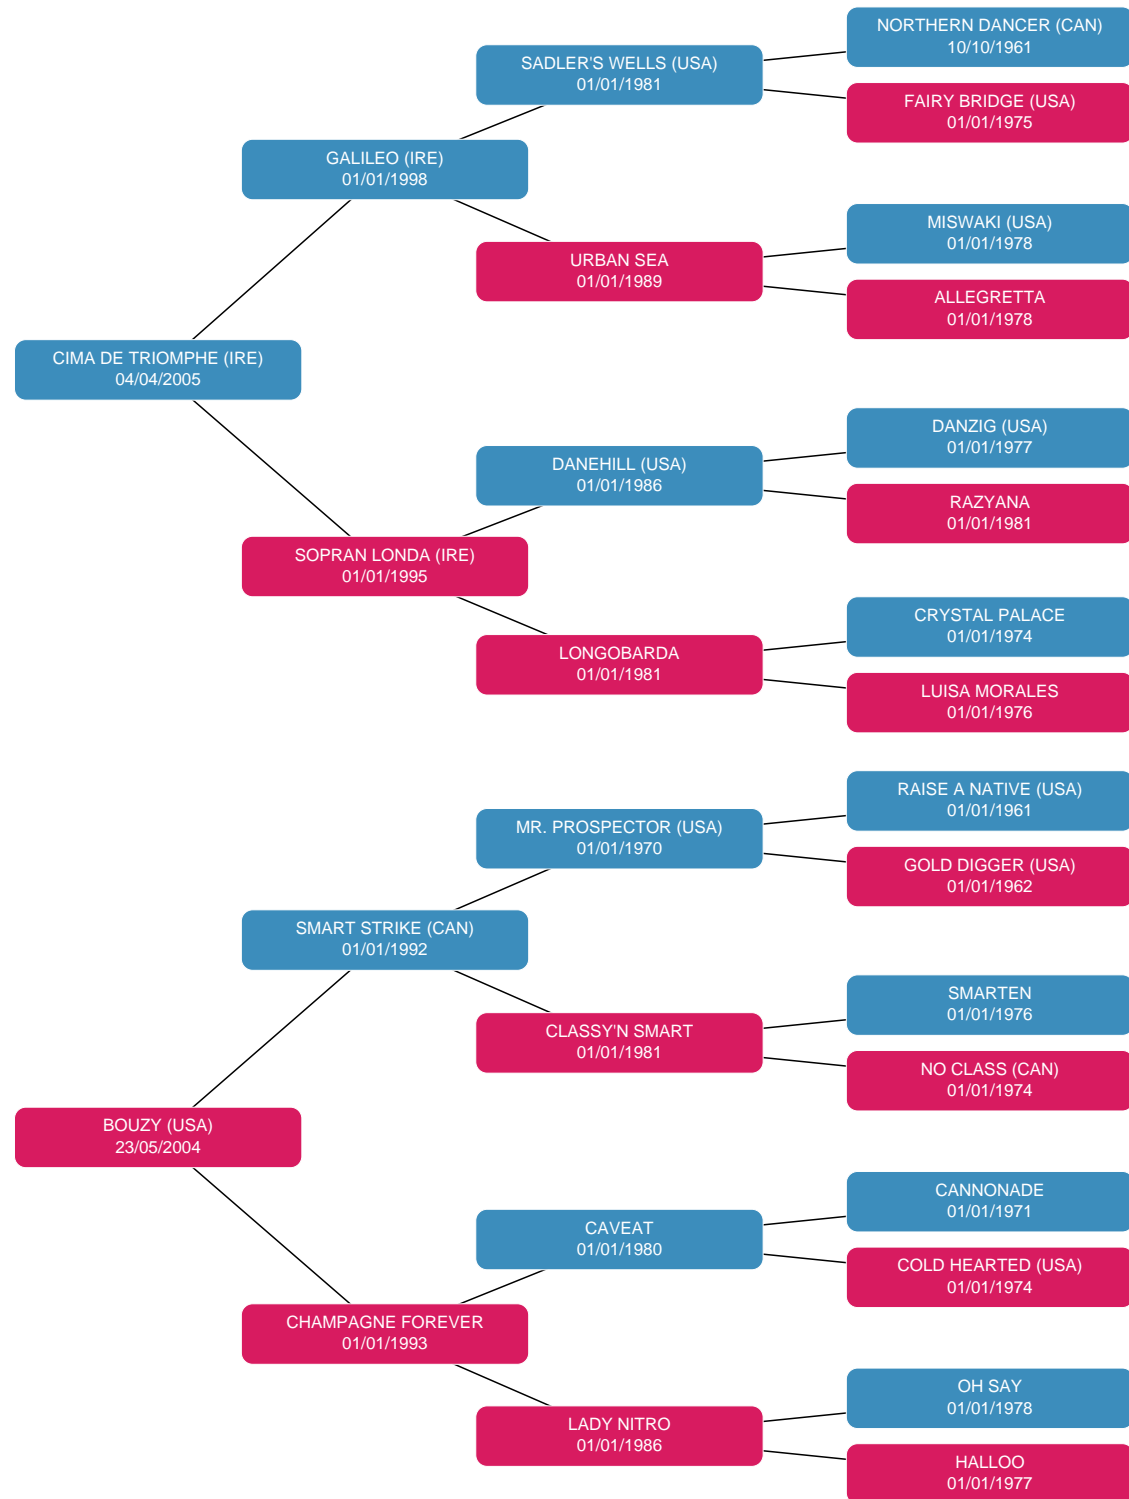 NORTHERN DANCER (CAN)
10/10/1961
SADLER'S WELLS (USA)
01/01/1981
FAIRY BRIDGE (USA)
01/01/1975
GALILEO (IRE)
01/01/1998
MISWAKI (USA)
01/01/1978
URBAN SEA
01/01/1989
ALLEGRETTA
01/01/1978
CIMA DE TRIOMPHE (IRE)
04/04/2005
DANZIG (USA)
01/01/1977
DANEHILL (USA)
01/01/1986
RAZYANA
01/01/1981
SOPRAN LONDA (IRE)
01/01/1995
CRYSTAL PALACE
01/01/1974
LONGOBARDA
01/01/1981
LUISA MORALES
01/01/1976
RAISE A NATIVE (USA)
01/01/1961
MR. PROSPECTOR (USA)
01/01/1970
GOLD DIGGER (USA)
01/01/1962
SMART STRIKE (CAN)
01/01/1992
SMARTEN
01/01/1976
CLASSY'N SMART
01/01/1981
NO CLASS (CAN)
01/01/1974
BOUZY (USA)
23/05/2004
CANNONADE
01/01/1971
CAVEAT
01/01/1980
COLD HEARTED (USA)
01/01/1974
CHAMPAGNE FOREVER
01/01/1993
OH SAY
01/01/1978
LADY NITRO
01/01/1986
HALLOO
01/01/1977